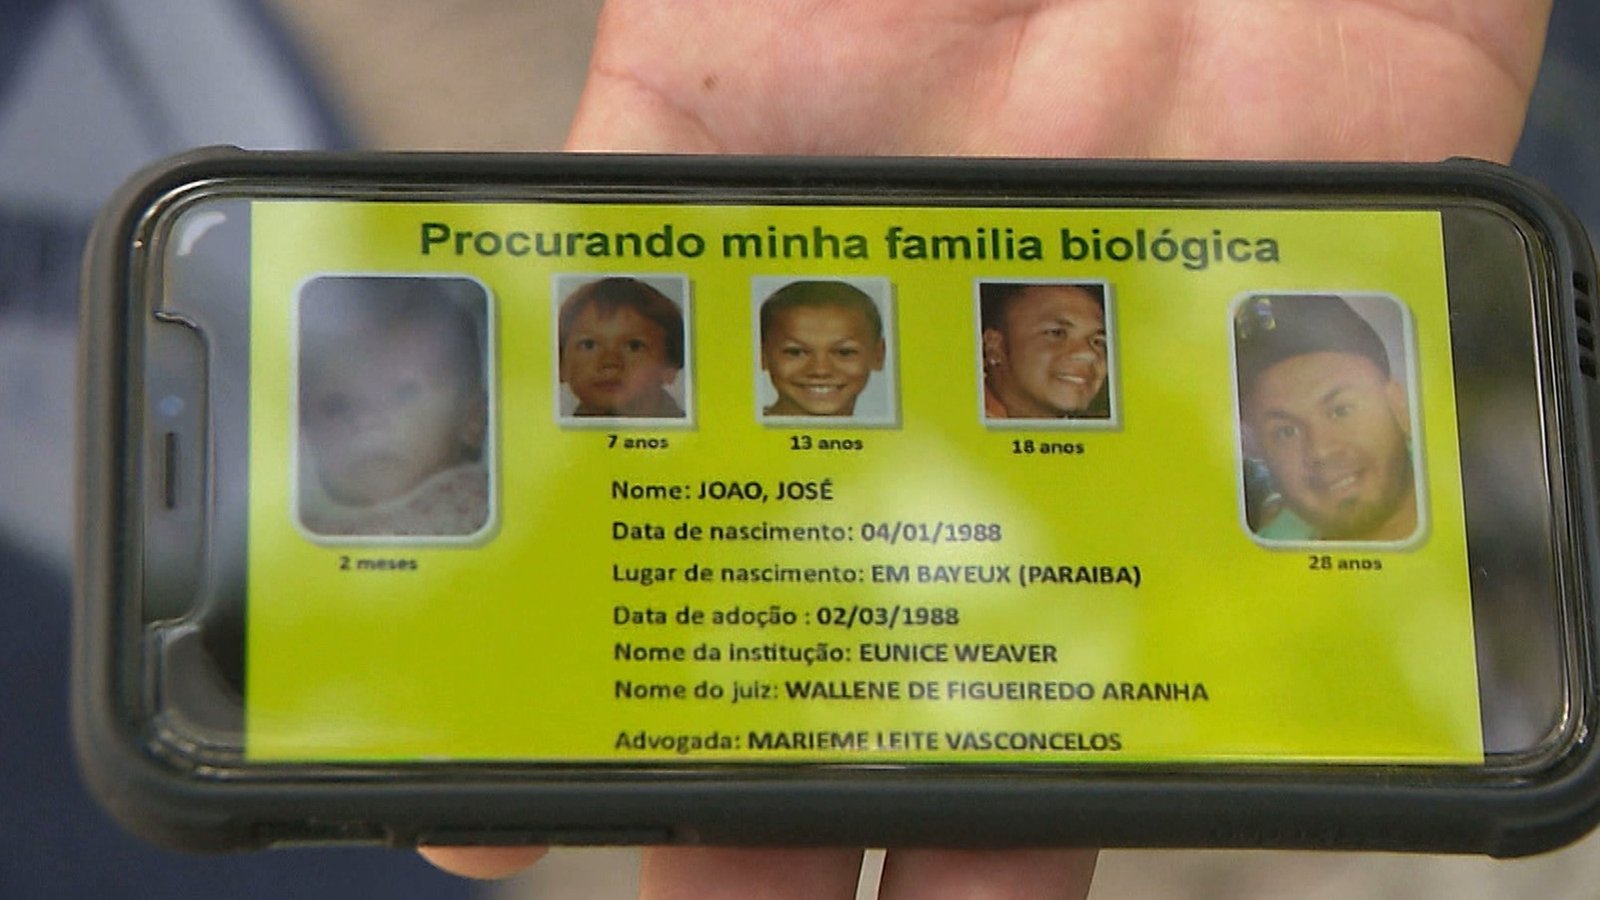 Procurando minha familia biológica
2 meses
7 anos
13 anos
18 anos
28 anos
Nome: JOAO, JOSÉ
Data de nascimento: 04/01/1988
Lugar de nascimento: EM BAYEUX (PARAIBA)
Data de adoção : 02/03/1988
Nome da institução: EUNICE WEAVER
Nome do juiz: WALLENE DE FIGUEIREDO ARANHA
Advogada: MARIEME LEITE VASCONCELOS